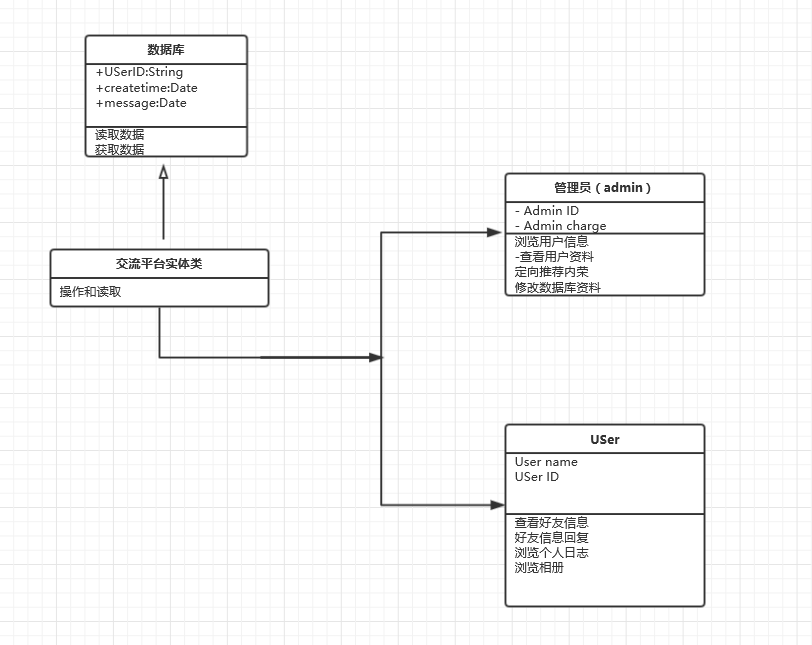 数据库
+USerID:String
+createtime:Date
+message:Date
读取数据
获取数据
交流平台实体类
操作和读取
管理员（admin）
- Admin ID
- Admin charge
浏览用户信息
-查看用户资料
定向推荐内荣
修改数据库资料
USer
User name
USer ID
查看好友信息
好友信息回复
浏览个人日志
浏览相册